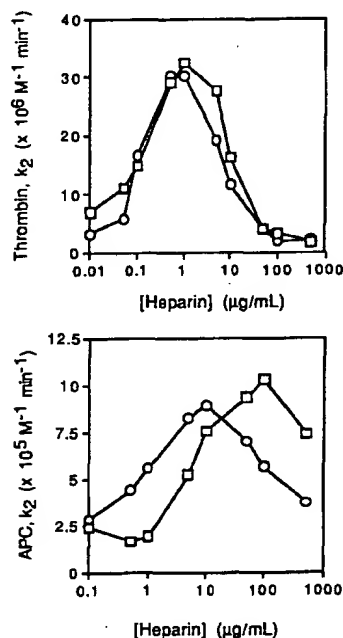 Thrombin, k2 (x 10^6 M^-1 min^-1)
40
30
20
10
0
0.01 0.1 1 10 100 1000
[Heparin] (µg/mL)
APC, k2 (x 10^5 M^-1 min^-1)
12.5
10
7.5
5
2.5
0
0.1 1 10 100 1000
[Heparin] (µg/mL)